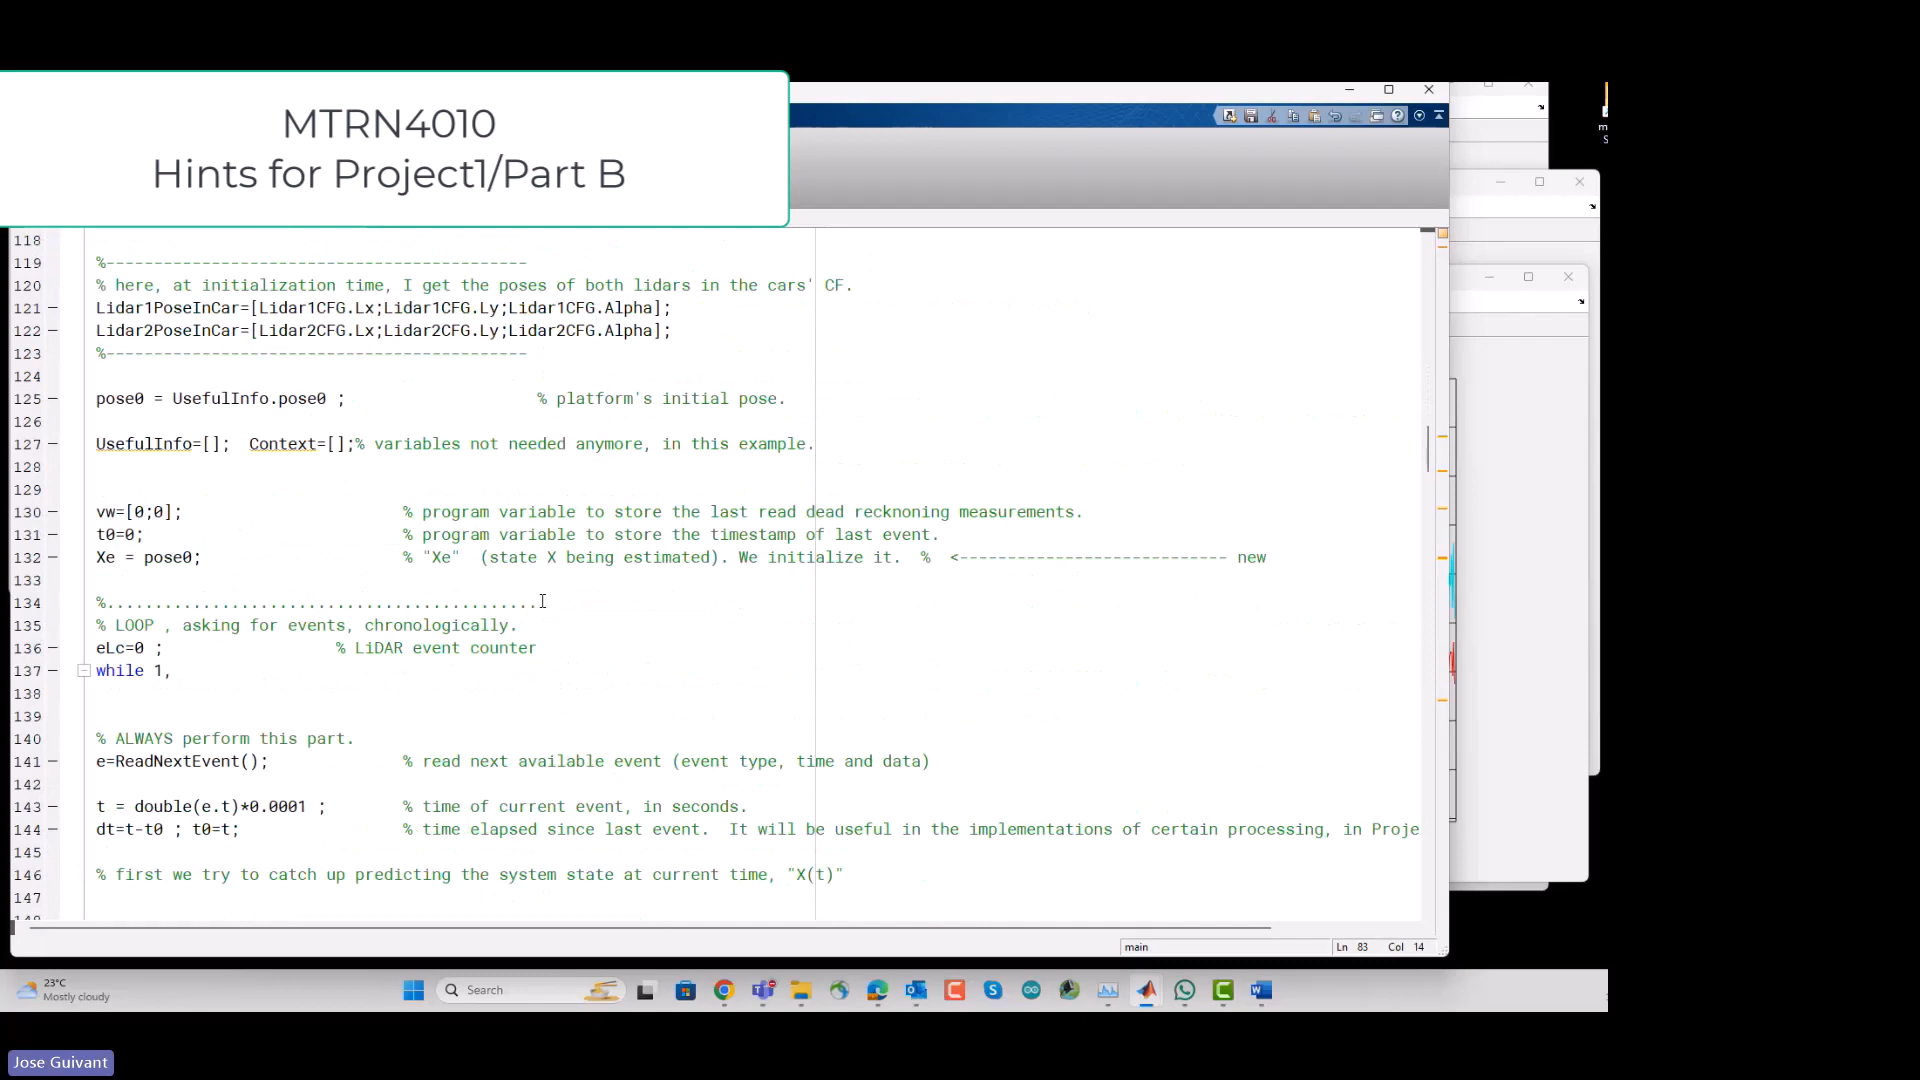 MTRN4010
Hints for Project1/Part B
118
119 %--------------------------------------------
120 % here, at initialization time, I get the poses of both lidars in the cars' CF.
121 Lidar1PoseInCar=[Lidar1CFG.Lx;Lidar1CFG.Ly;Lidar1CFG.Alpha];
122 Lidar2PoseInCar=[Lidar2CFG.Lx;Lidar2CFG.Ly;Lidar2CFG.Alpha];
123 %--------------------------------------------
124
125 pose0 = UsefulInfo.pose0 ; % platform's initial pose.
126
127 UsefulInfo=[]; Context=[];% variables not needed anymore, in this example.
128
129
130 vw=[0;0]; % program variable to store the last read dead recknoning measurements.
131 t0=0; % program variable to store the timestamp of last event.
132 Xe = pose0; % "Xe" (state X being estimated). We initialize it. % <---------------------------- new
133
134 %..............................................
135 % LOOP , asking for events, chronologically.
136 eLc=0 ; % LiDAR event counter
137 while 1,
138
139
140 % ALWAYS perform this part.
141 e=ReadNextEvent(); % read next available event (event type, time and data)
142
143 t = double(e.t)*0.0001 ; % time of current event, in seconds.
144 dt=t-t0 ; t0=t; % time elapsed since last event. It will be useful in the implementations of certain processing, in Proje
145
146 % first we try to catch up predicting the system state at current time, "X(t)"
147
main
Ln 83 Col 14
23°C
Mostly cloudy
Search
Jose Guivant